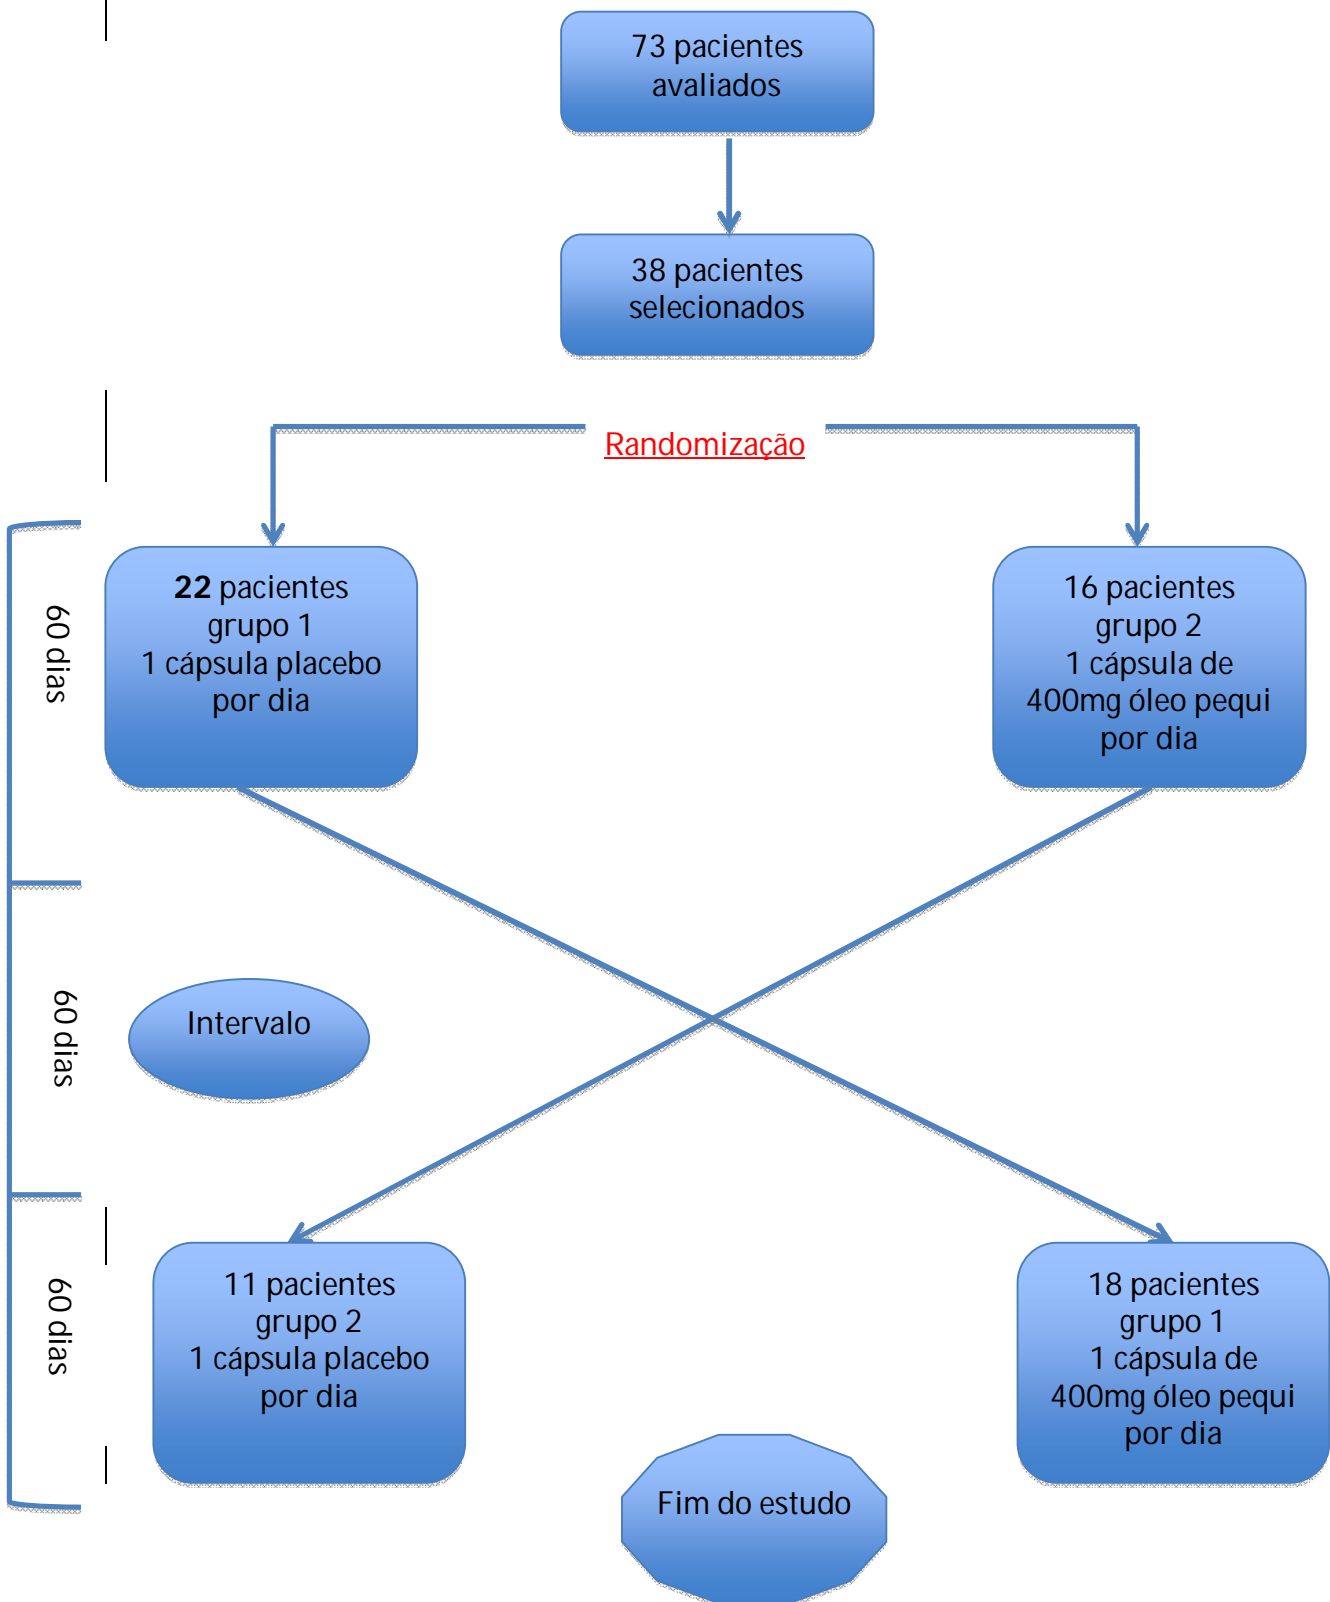 73 pacientes
avaliados
38 pacientes
selecionados
Randomização
60 dias
22 pacientes
grupo 1
1 cápsula placebo
por dia
16 pacientes
grupo 2
1 cápsula de
400mg óleo pequi
por dia
60 dias
Intervalo
60 dias
11 pacientes
grupo 2
1 cápsula placebo
por dia
18 pacientes
grupo 1
1 cápsula de
400mg óleo pequi
por dia
Fim do estudo